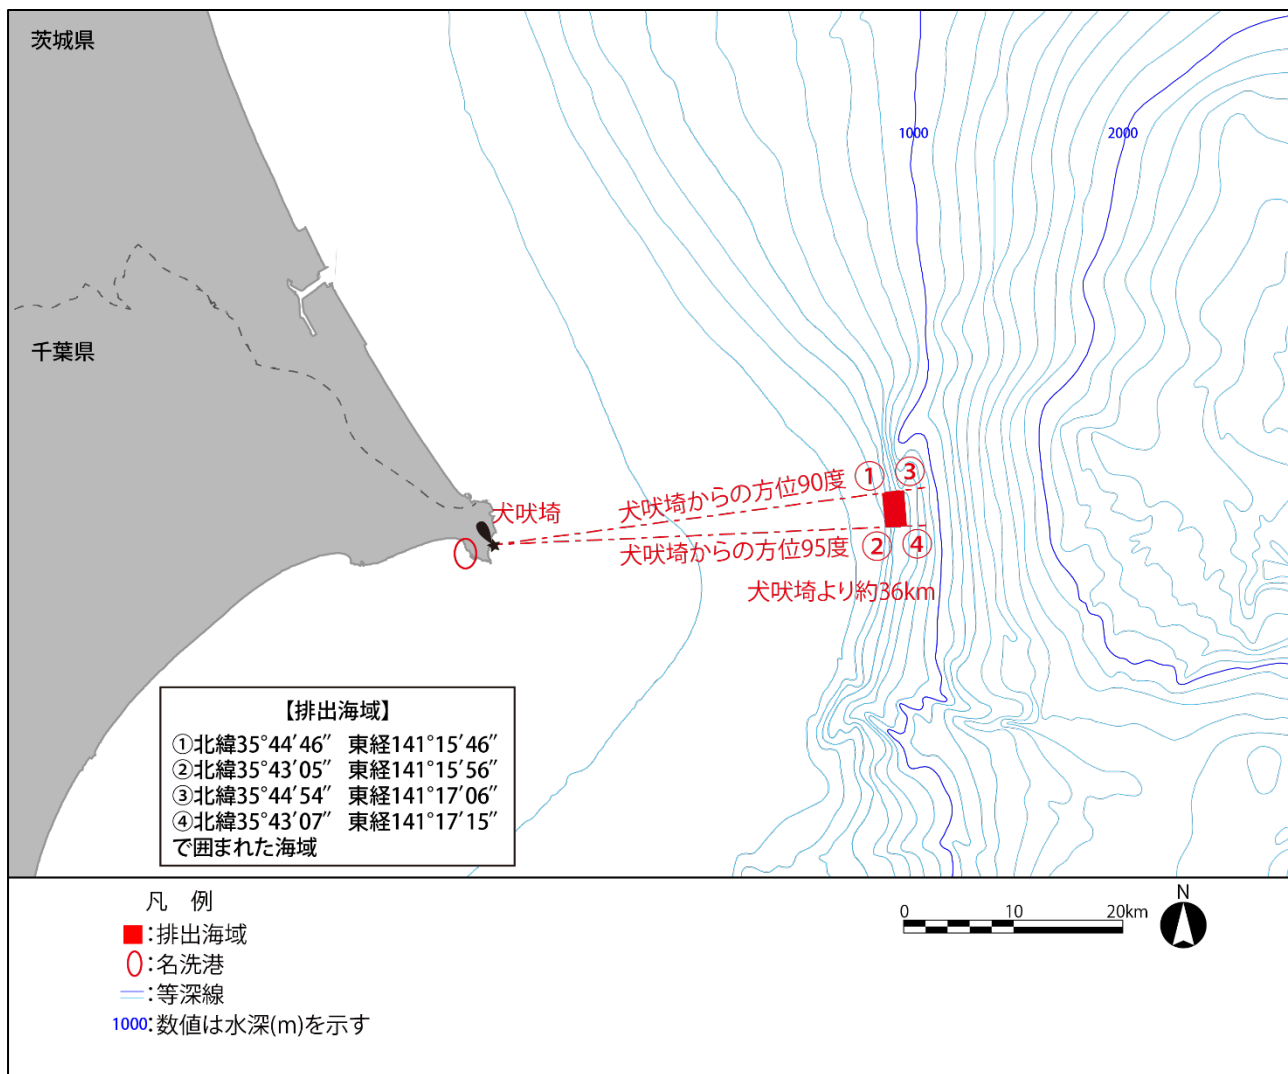 茨城県
1000
2000
千葉県
犬吠埼
犬吠埼からの方位90度
①
③
犬吠埼からの方位95度
②
④
犬吠埼より約36km
【排出海域】
①北緯35°44′46″ 東経141°15′46″
②北緯35°43′05″ 東経141°15′56″
③北緯35°44′54″ 東経141°17′06″
④北緯35°43′07″ 東経141°17′15″
で囲まれた海域
凡 例
:排出海域
:名洗港
:等深線
1000:数値は水深(m)を示す
0 10 20km
N